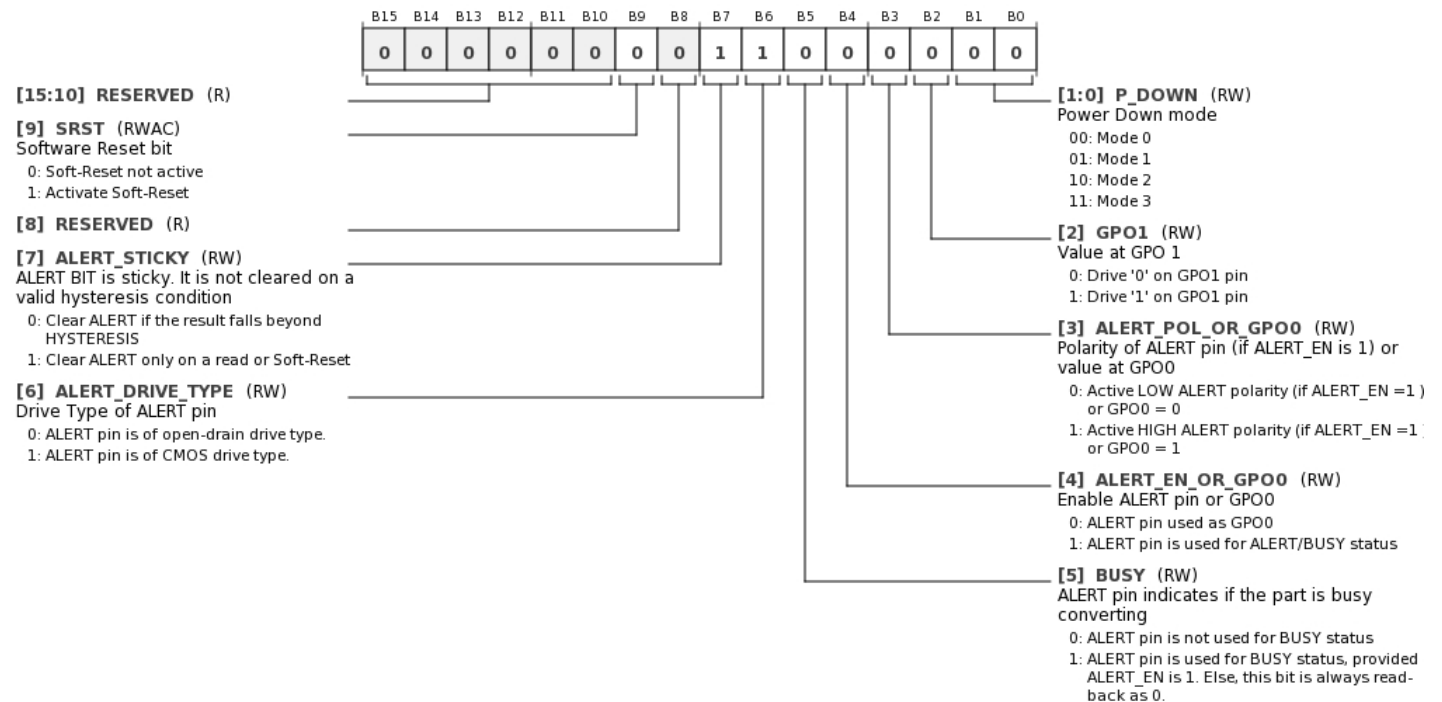 B15 B14 B13 B12 B11 B10 B9 B8 B7 B6 B5 B4 B3 B2 B1 B0
0 0 0 0 0 0 0 0 1 1 0 0 0 0 0 0
[15:10] RESERVED (R)
[9] SRST (RWAC)
Software Reset bit
0: Soft-Reset not active
1: Activate Soft-Reset
[8] RESERVED (R)
[7] ALERT_STICKY (RW)
ALERT BIT is sticky. It is not cleared on a
valid hysteresis condition
0: Clear ALERT if the result falls beyond
HYSTERESIS
1: Clear ALERT only on a read or Soft-Reset
[6] ALERT_DRIVE_TYPE (RW)
Drive Type of ALERT pin
0: ALERT pin is of open-drain drive type.
1: ALERT pin is of CMOS drive type.
[1:0] P_DOWN (RW)
Power Down mode
00: Mode 0
01: Mode 1
10: Mode 2
11: Mode 3
[2] GPO1 (RW)
Value at GPO 1
0: Drive '0' on GPO1 pin
1: Drive '1' on GPO1 pin
[3] ALERT_POL_OR_GPO0 (RW)
Polarity of ALERT pin (if ALERT_EN is 1) or
value at GPO0
0: Active LOW ALERT polarity (if ALERT_EN =1 )
or GPO0 = 0
1: Active HIGH ALERT polarity (if ALERT_EN =1
or GPO0 = 1
[4] ALERT_EN_OR_GPO0 (RW)
Enable ALERT pin or GPO0
0: ALERT pin used as GPO0
1: ALERT pin is used for ALERT/BUSY status
[5] BUSY (RW)
ALERT pin indicates if the part is busy
converting
0: ALERT pin is not used for BUSY status
1: ALERT pin is used for BUSY status, provided
ALERT_EN is 1. Else, this bit is always read-
back as 0.